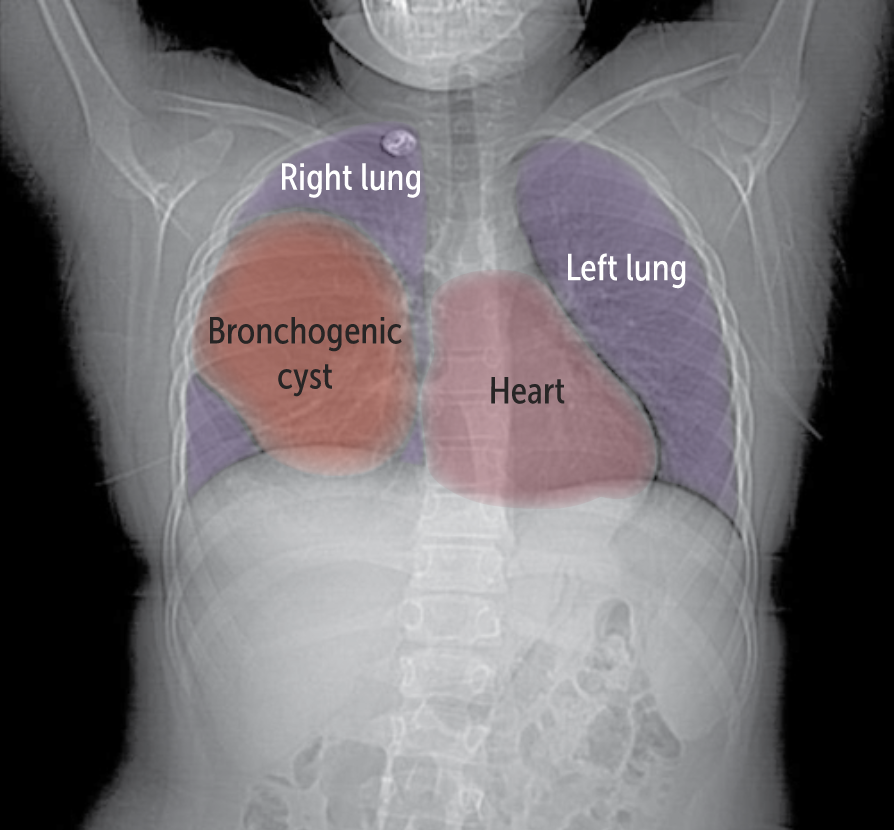 Right lung
Left lung
Bronchogenic
cyst
Heart